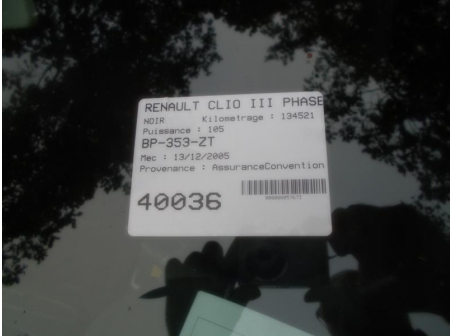 RENAULT CLIO III PHASE
NOIR Kilometrage : 134521
Puissance : 105
BP-353-ZT
Mec : 13/12/2005
Provenance : AssuranceConvention
40036